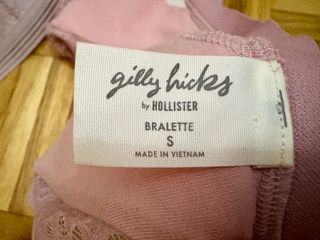 gilly hicks
by HOLLISTER
BRALETTE
S
MADE IN VIETNAM